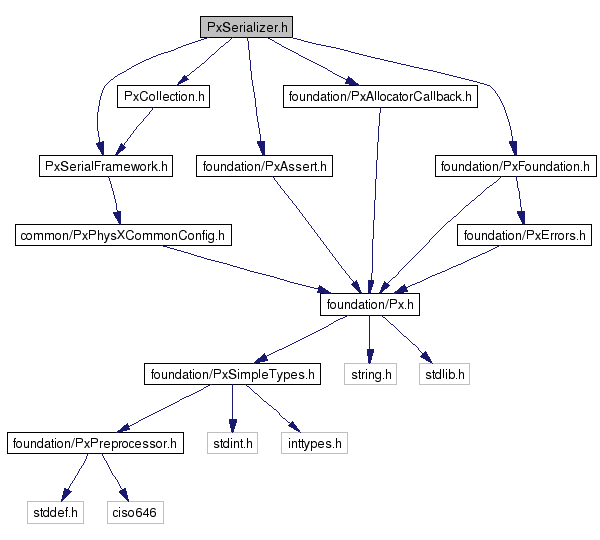 PxSerializer.h
PxCollection.h
foundation/PxAllocatorCallback.h
PxSerialFramework.h
foundation/PxAssert.h
foundation/PxFoundation.h
common/PxPhysXCommonConfig.h
foundation/PxErrors.h
foundation/Px.h
foundation/PxSimpleTypes.h
string.h
stdlib.h
foundation/PxPreprocessor.h
stdint.h
inttypes.h
stddef.h
ciso646